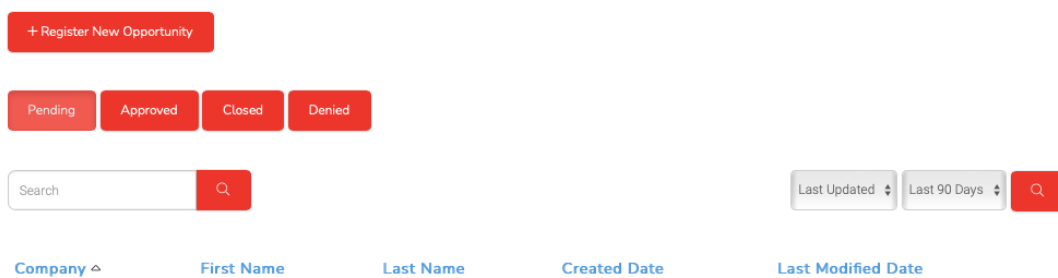 + Register New Opportunity
Pending Approved Closed Denied
Search Last Updated Last 90 Days
Company First Name Last Name Created Date Last Modified Date